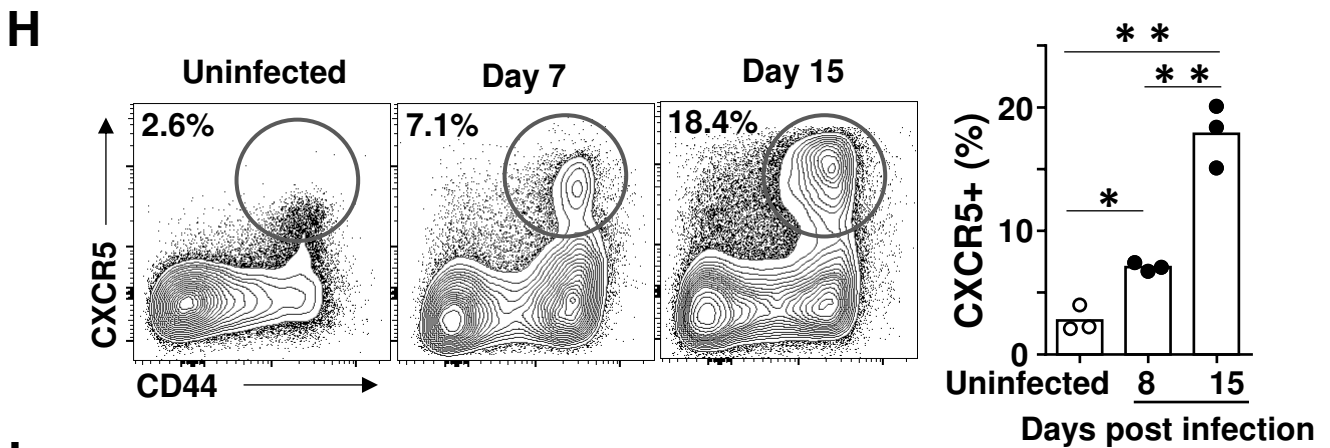 H
Uninfected
Day 7
Day 15
2.6%
7.1%
18.4%
CXCR5
CD44
* *
* *
*
CXCR5+ (%)
20
10
0
Uninfected 8 15
Days post infection